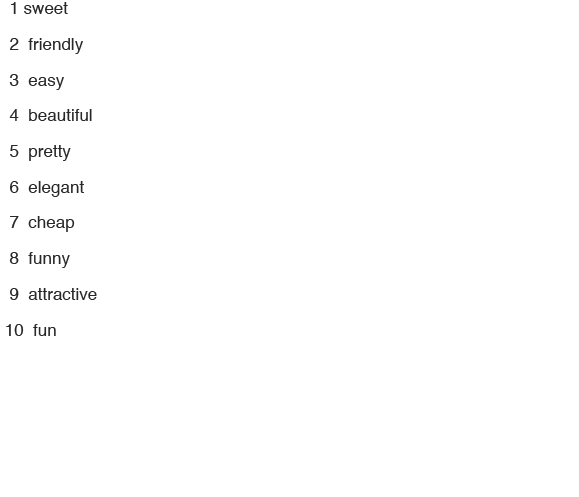 1 sweet
2 friendly
3 easy
4 beautiful
5 pretty
6 elegant
7 cheap
8 funny
9 attractive
10 fun